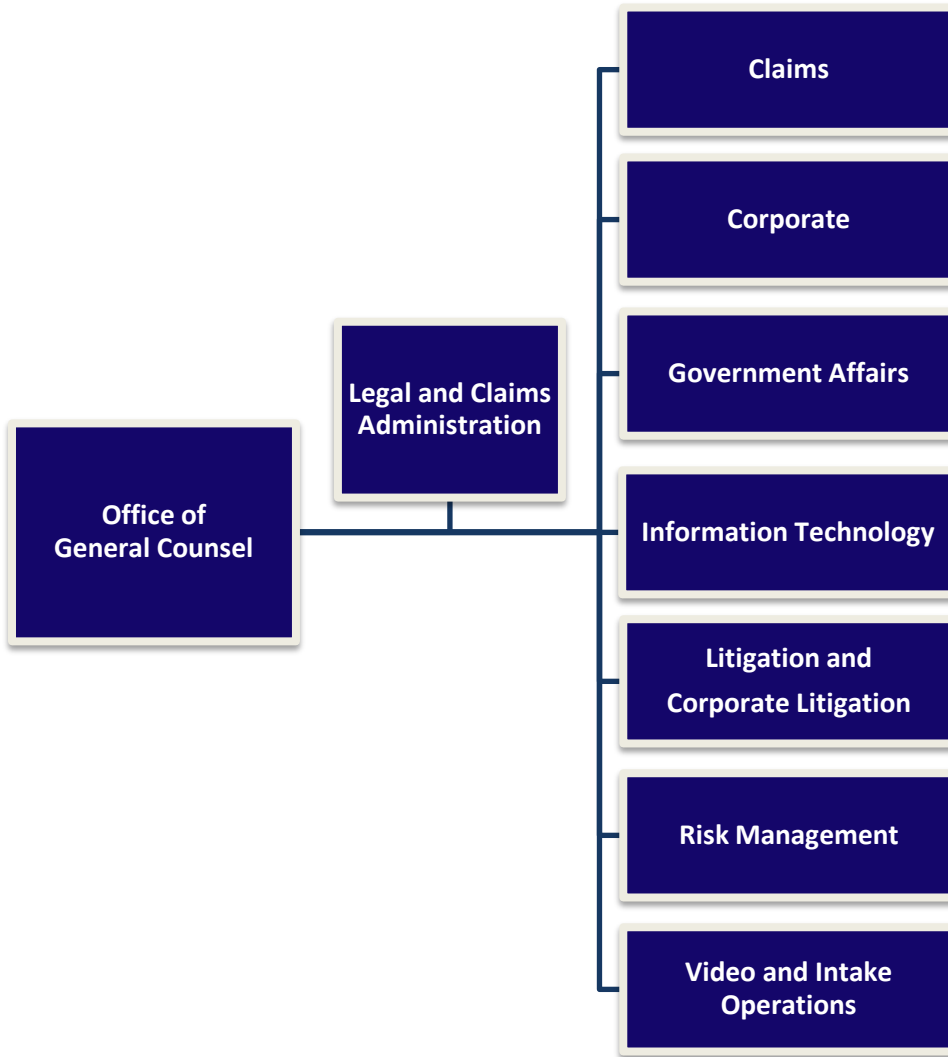 Office of
General Counsel
Legal and Claims
Administration
Claims
Corporate
Government Affairs
Information Technology
Litigation and
Corporate Litigation
Risk Management
Video and Intake
Operations